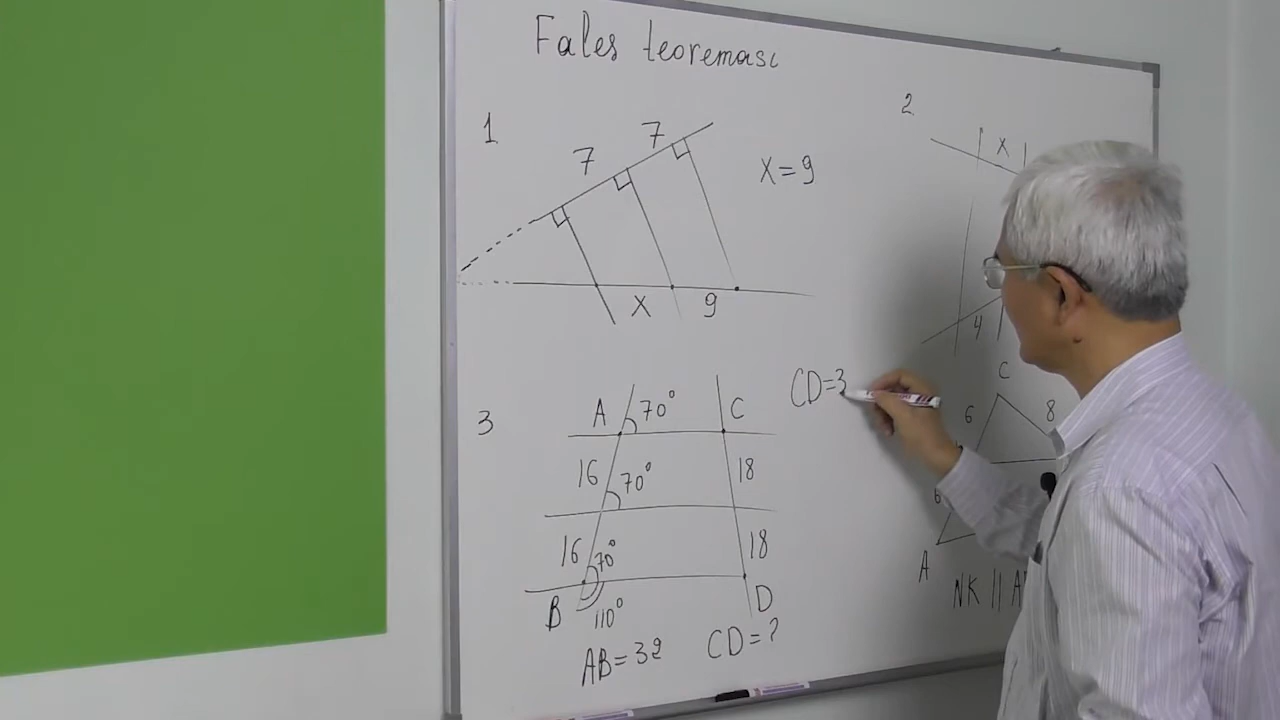 Fales teoremasi
1
7
7
X=9
X
9
2
X
4
3
A
70°
C
16
70°
18
16
70°
18
B
110°
D
AB=32
CD=?
CD=3
C
6
8
6
A
NK || A